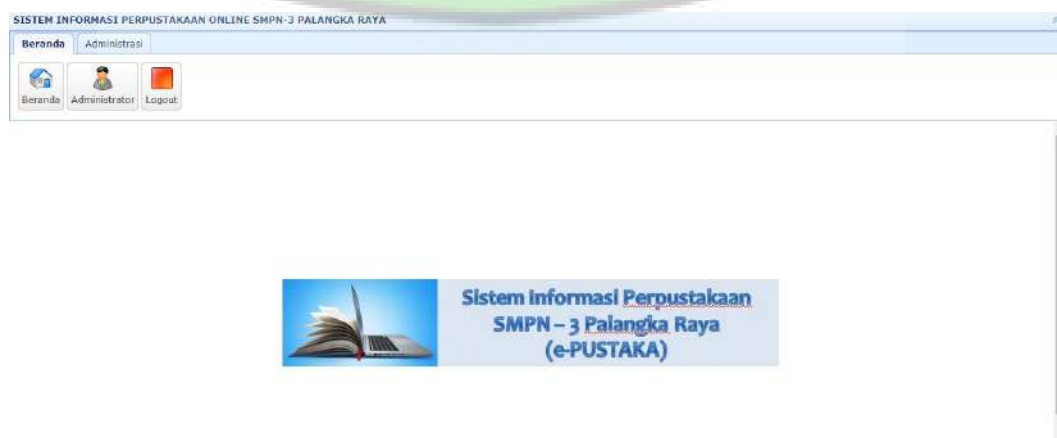 SISTEM INFORMASI PERPUSTAKAAN ONLINE SMPN-3 PALANGKA RAYA
Beranda Administrasi
Beranda Administrator Logout
Sistem Informasi Perpustakaan
SMPN – 3 Palangka Raya
(e-PUSTAKA)